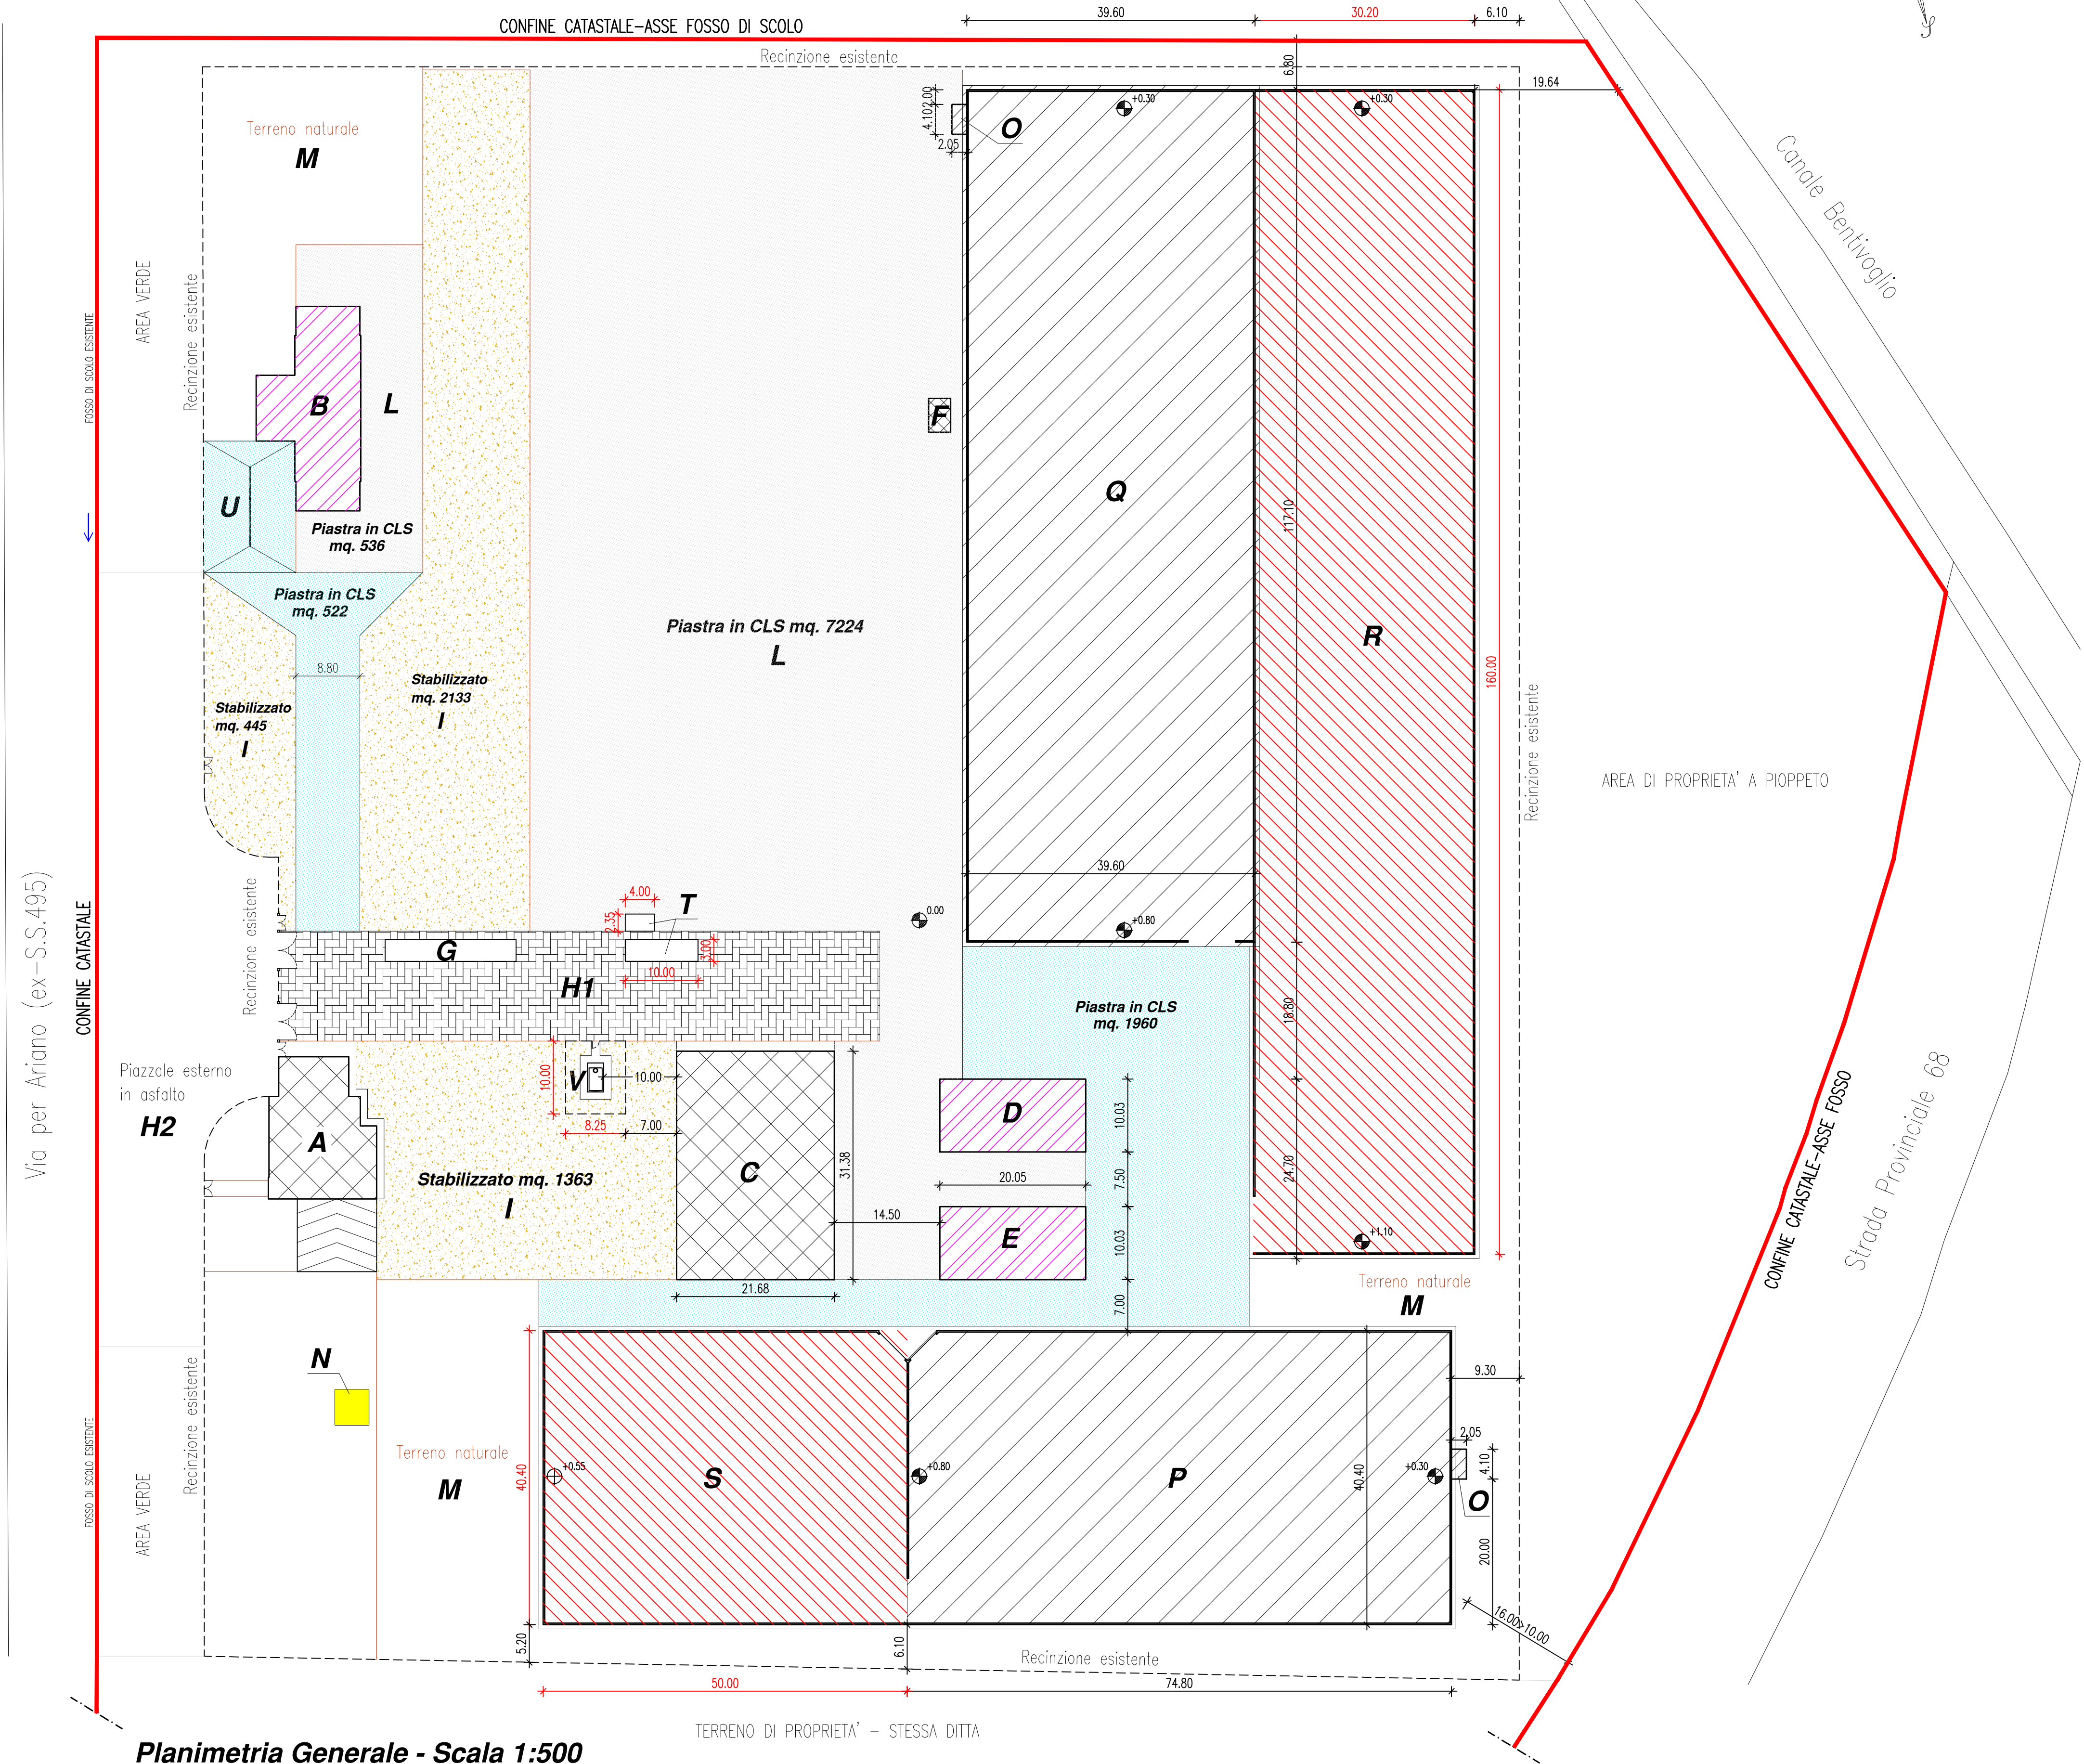 39.60
30.20
6.10
CONFINE CATASTALE-ASSE FOSSO DI SCOLO
Recinzione esistente
6.80
19.64
2.00
4.10
2.05
O
+0.30
+0.30
Terreno naturale
M
Canale Bentivoglio
AREA VERDE
Recinzione esistente
FOSSO DI SCOLO ESISTENTE
B
L
F
Q
U
117.10
Piastra in CLS
mq. 536
Piastra in CLS
mq. 522
Piastra in CLS mq. 7224
L
R
160.00
8.80
Stabilizzato
mq. 2133
I
Stabilizzato
mq. 445
I
Recinzione esistente
AREA DI PROPRIETA' A PIOPPETO
39.60
Via per Ariano (ex-S.S.495)
CONFINE CATASTALE
Recinzione esistente
4.00
T
2.35
0.00
+0.80
G
3.00
10.00
H1
Piastra in CLS
mq. 1960
18.80
Piazzale esterno
in asfalto
H2
10.00
V
10.00
8.25
7.00
A
C
31.38
D
10.03
CONFINE CATASTALE-ASSE FOSSO
Strada Provinciale 68
Stabilizzato mq. 1363
I
20.05
7.50
24.70
14.50
E
10.03
+1.10
21.68
7.00
Terreno naturale
M
N
9.30
Recinzione esistente
FOSSO DI SCOLO ESISTENTE
AREA VERDE
Terreno naturale
M
40.40
+0.55
S
+0.80
P
40.40
+0.30
2.05
4.10
O
20.00
16.00>10.00
5.20
6.10
Recinzione esistente
50.00
74.80
TERRENO DI PROPRIETA' - STESSA DITTA
Planimetria Generale - Scala 1:500